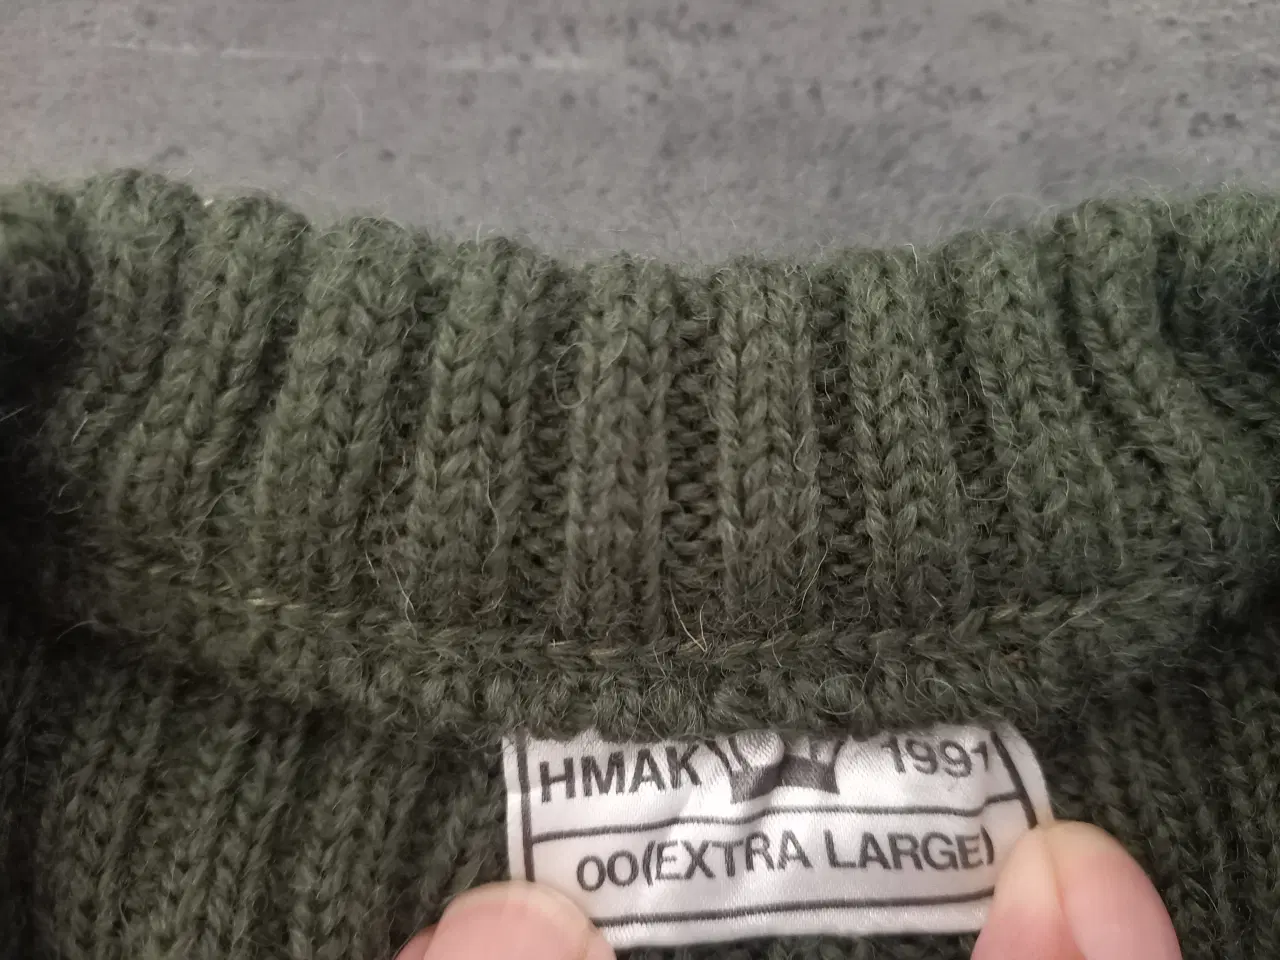 HMAK 1991
00(EXTRA LARGE)